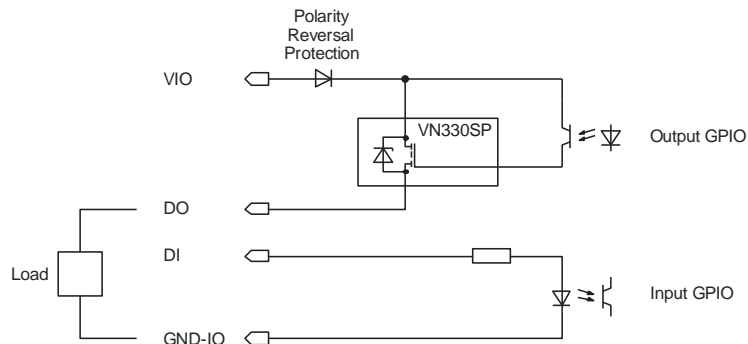 Polarity
Reversal
Protection
VIO
VN330SP
Output GPIO
DO
DI
Load
Input GPIO
GND-IO